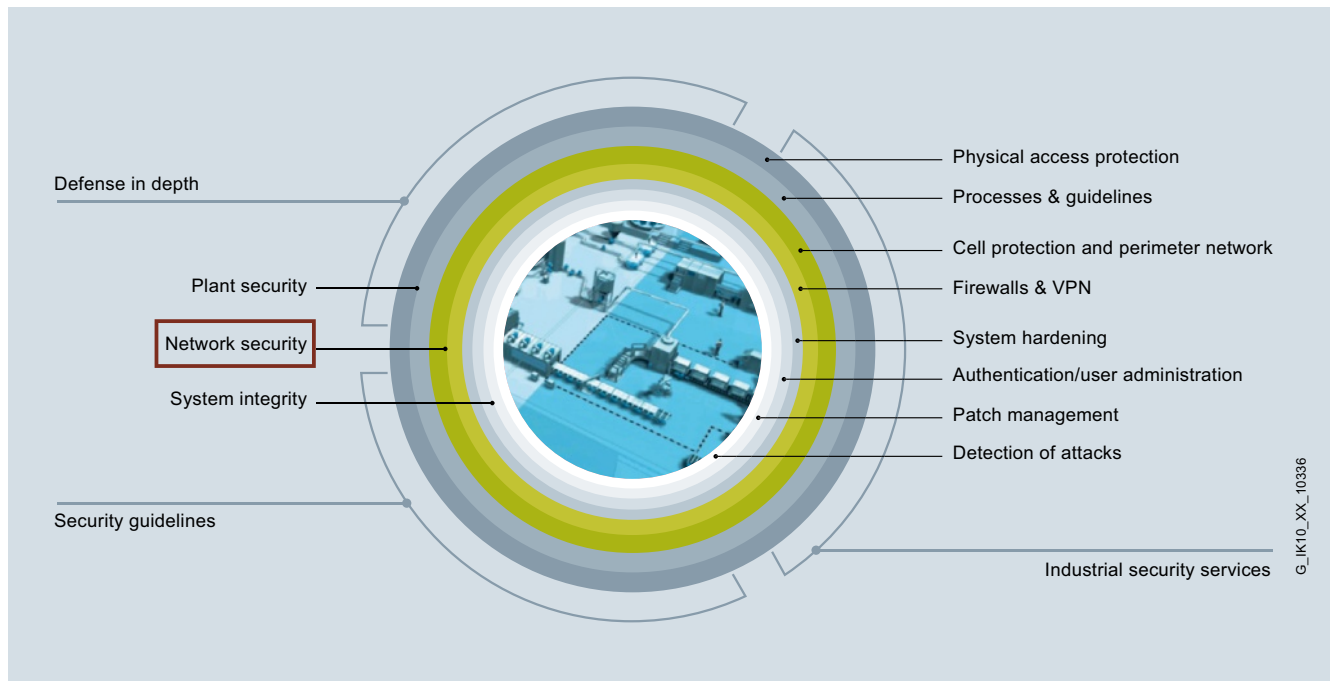 Defense in depth
Plant security
Network security
System integrity
Security guidelines
Physical access protection
Processes & guidelines
Cell protection and perimeter network
Firewalls & VPN
System hardening
Authentication/user administration
Patch management
Detection of attacks
Industrial security services
G_IK10_XX_10336